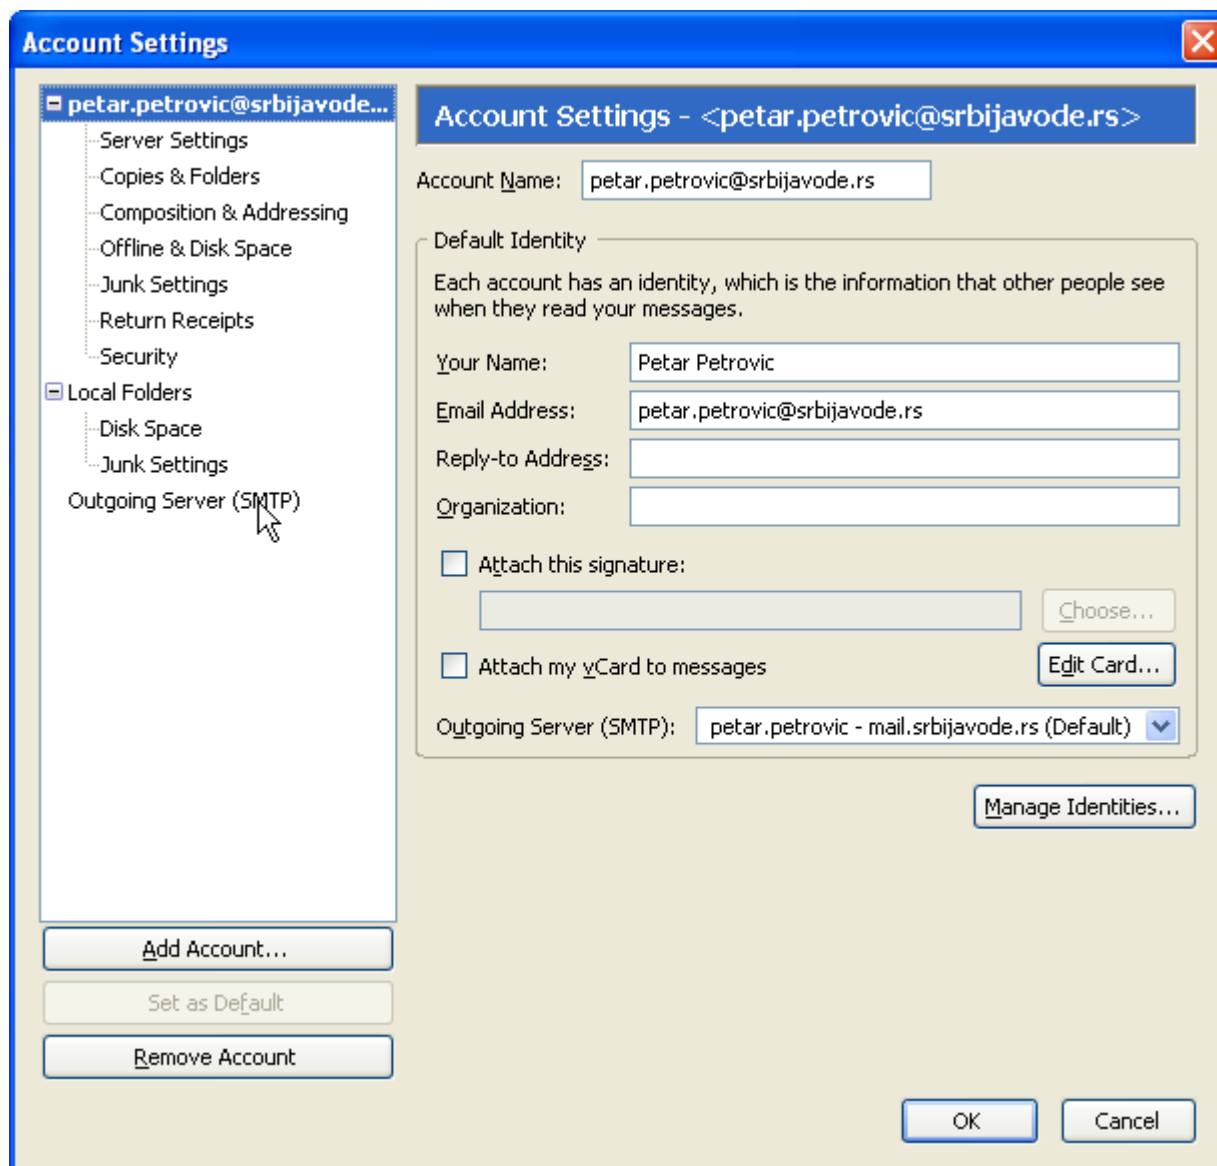 Account Settings
petar.petrovic@srbijavode...
Server Settings
Copies & Folders
Composition & Addressing
Offline & Disk Space
Junk Settings
Return Receipts
Security
Local Folders
Disk Space
Junk Settings
Outgoing Server (SMTP)
Add Account...
Set as Default
Remove Account
Account Settings - <petar.petrovic@srbijavode.rs>
Account Name: petar.petrovic@srbijavode.rs
Default Identity
Each account has an identity, which is the information that other people see
when they read your messages.
Your Name: Petar Petrovic
Email Address: petar.petrovic@srbijavode.rs
Reply-to Address:
Organization:
Attach this signature:
Choose...
Attach my vCard to messages
Edit Card...
Outgoing Server (SMTP): petar.petrovic - mail.srbijavode.rs (Default)
Manage Identities...
OK Cancel